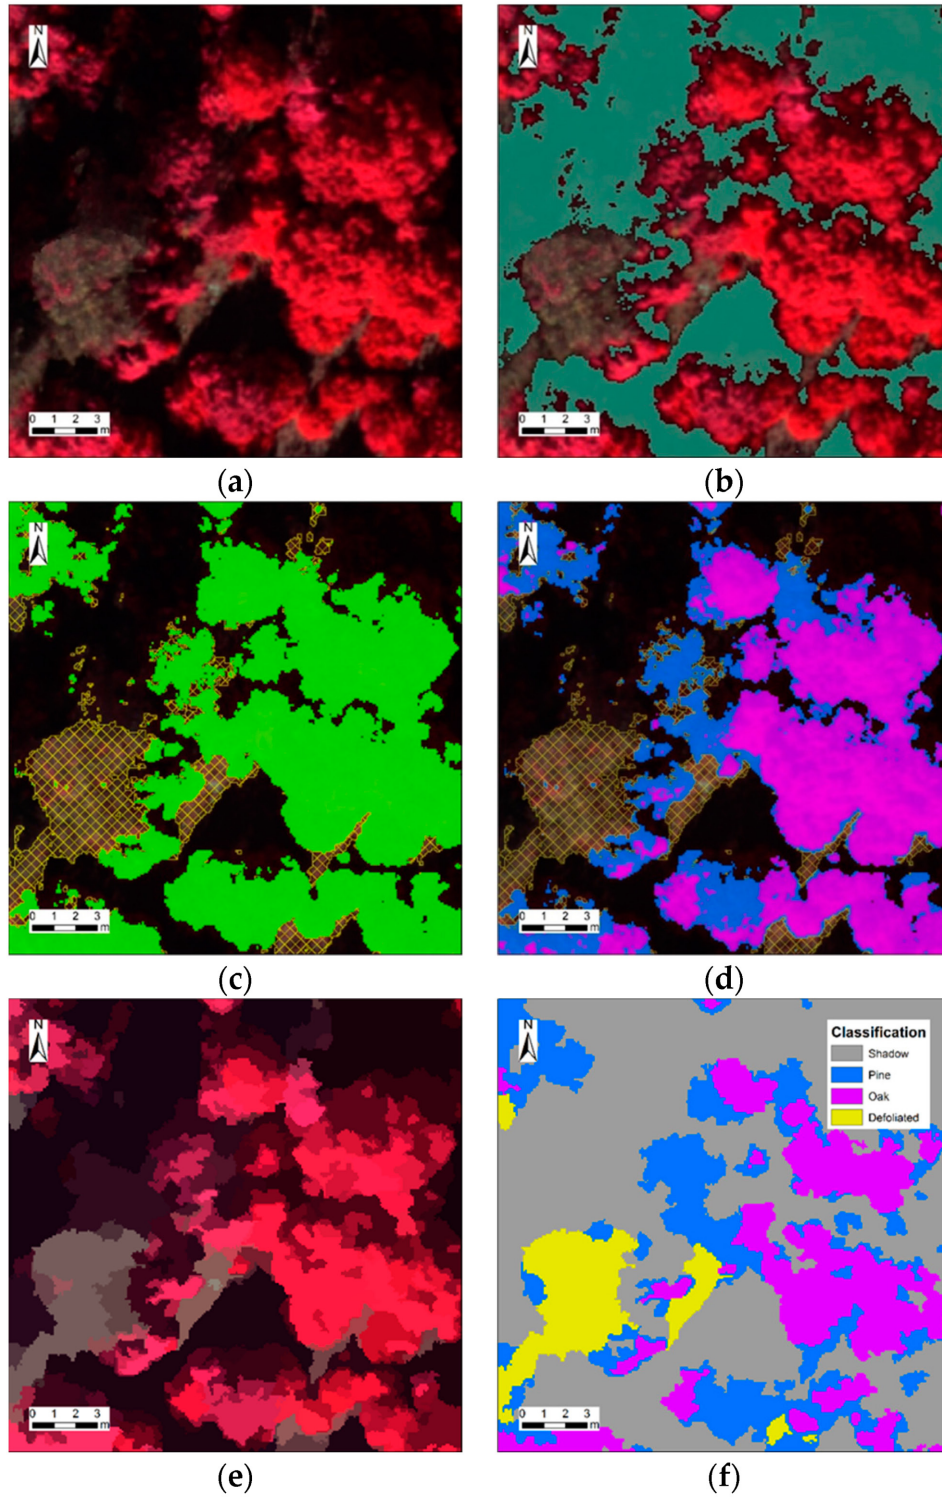 N
N
0 1 2 3
m
0 1 2 3
m
(a)
(b)
N
N
0 1 2 3
m
0 1 2 3
m
(c)
(d)
N
N
Classification
Shadow
Pine
Oak
Defoliated
0 1 2 3
m
0 1 2 3
m
(e)
(f)